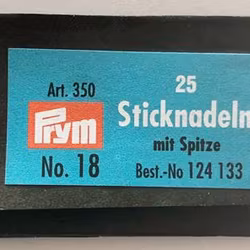 Art. 350
Prym
No. 18
25
Sticknadeln
mit Spitze
Best.-No 124 133